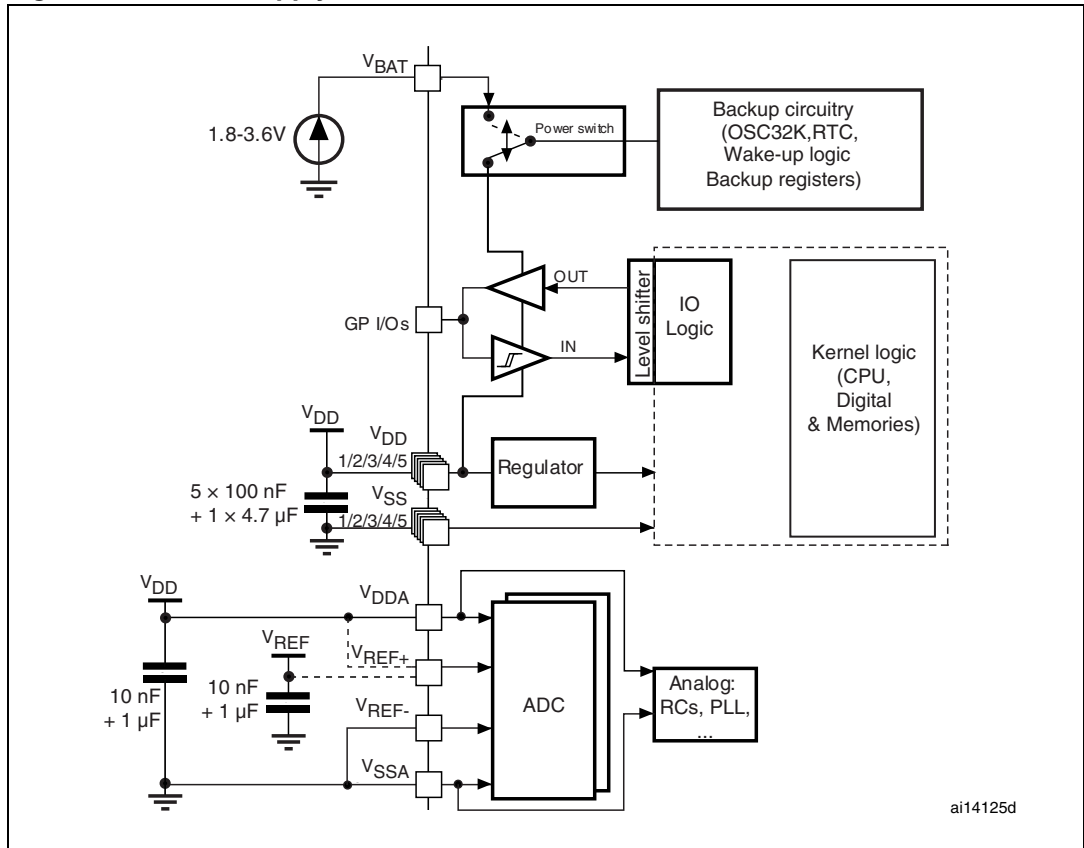 VBAT
1.8-3.6V
Power switch
Backup circuitry
(OSC32K,RTC,
Wake-up logic
Backup registers)
OUT
GP I/Os
IN
Level shifter
IO
Logic
Kernel logic
(CPU,
Digital
& Memories)
VDD
VDD
1/2/3/4/5
Regulator
5 × 100 nF
+ 1 × 4.7 µF
VSS
1/2/3/4/5
VDD
VDDA
VREF
VREF+
10 nF
+ 1 µF
10 nF
+ 1 µF
VREF-
VSSA
ADC
Analog:
RCs, PLL,
...
ai14125d